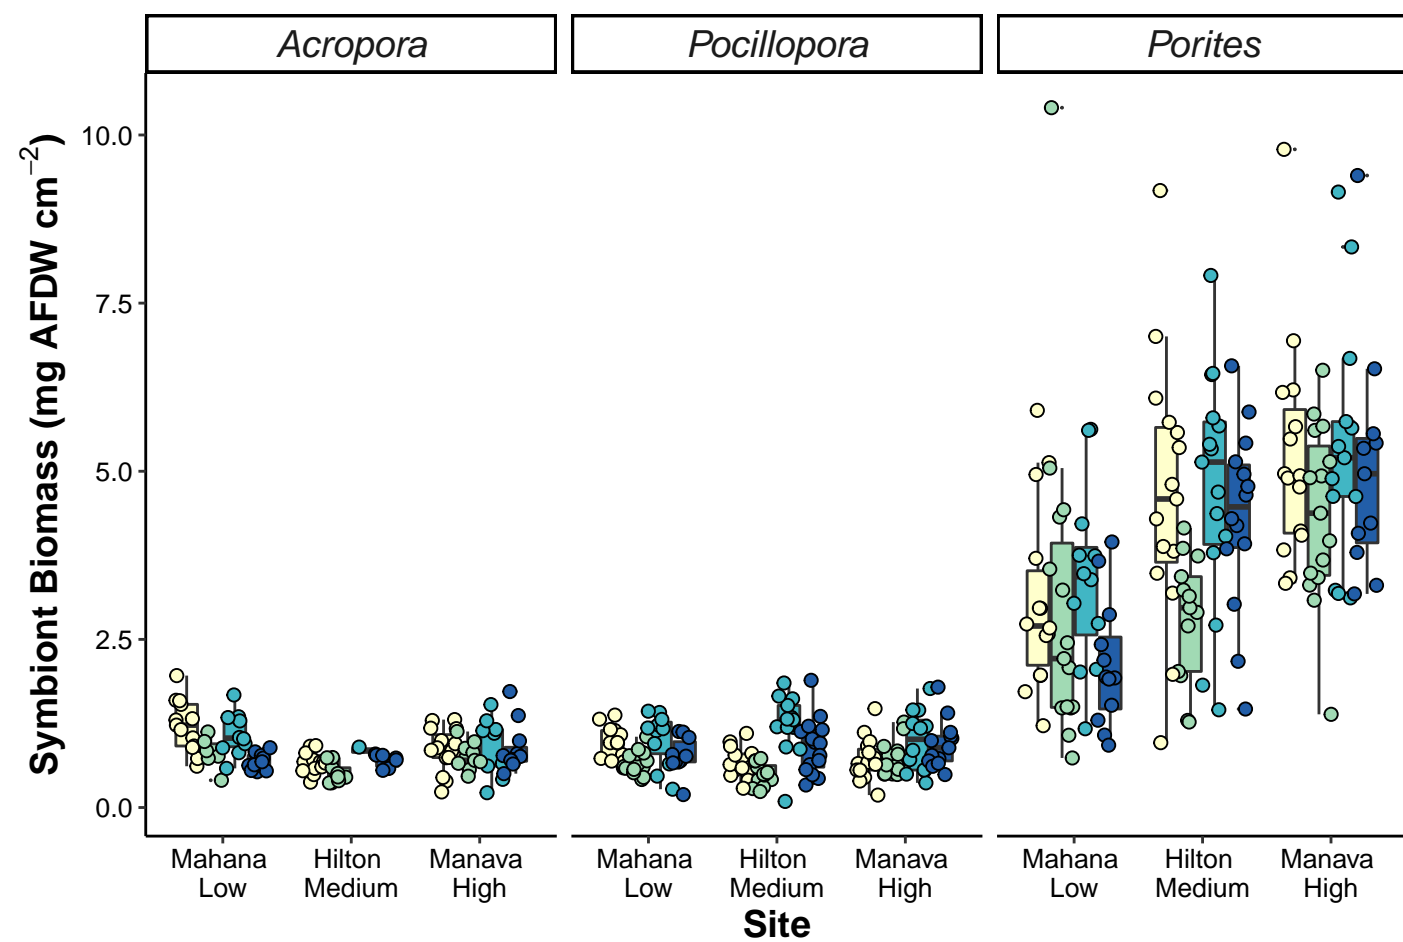 Acropora Pocillopora Porites
Symbiont Biomass (mg AFDW cm⁻²)
10.0
7.5
5.0
2.5
0.0
Mahana Hilton Manava Mahana Hilton Manava Mahana Hilton Manava
Low Medium High Low Medium High Low Medium High
Site